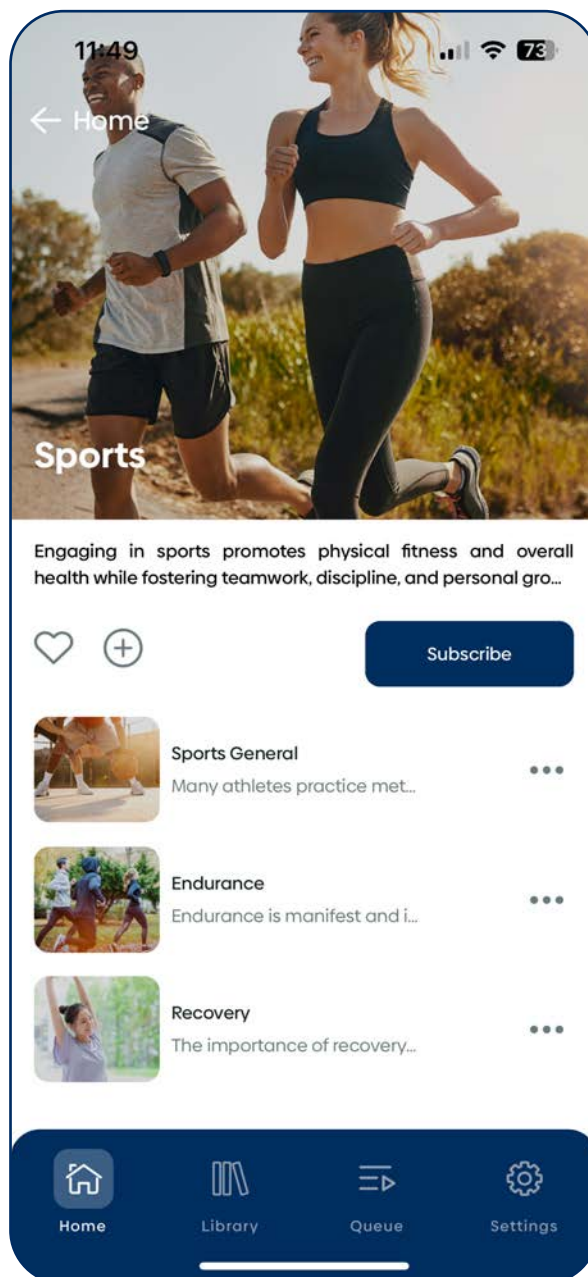 11:49
73
Home
Sports
Engaging in sports promotes physical fitness and overall
health while fostering teamwork, discipline, and personal gro...
Subscribe
Sports General
Many athletes practice met...
Endurance
Endurance is manifest and i...
Recovery
The importance of recovery...
Home Library Queue Settings